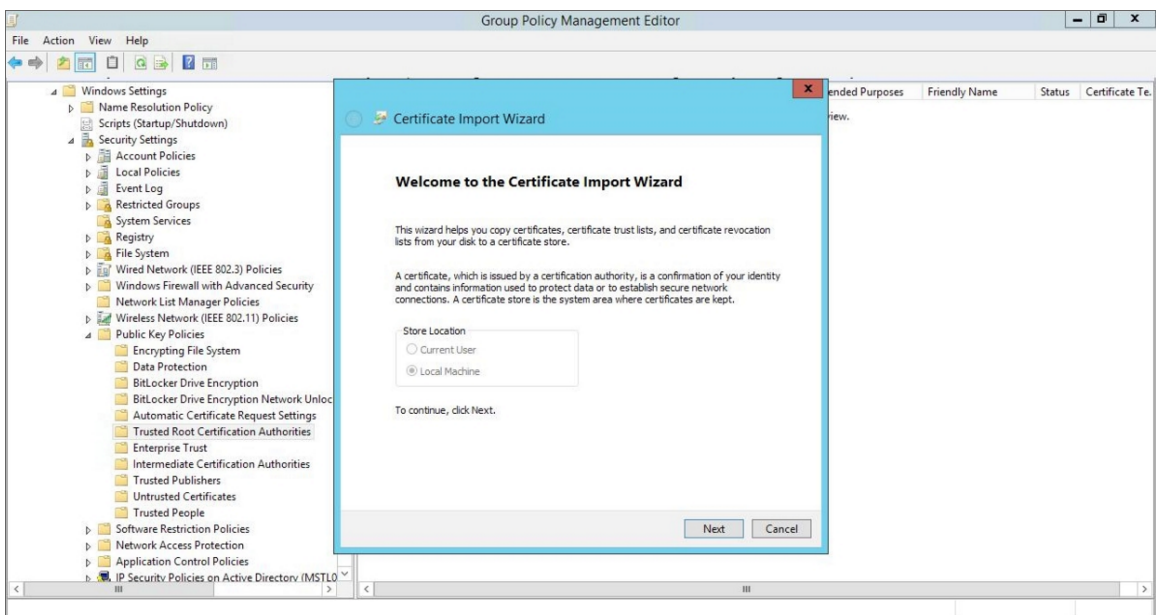 Group Policy Management Editor
File Action View Help
Windows Settings
Name Resolution Policy
Scripts (Startup/Shutdown)
Security Settings
Account Policies
Local Policies
Event Log
Restricted Groups
System Services
Registry
File System
Wired Network (IEEE 802.3) Policies
Windows Firewall with Advanced Security
Network List Manager Policies
Wireless Network (IEEE 802.11) Policies
Public Key Policies
Encrypting File System
Data Protection
BitLocker Drive Encryption
BitLocker Drive Encryption Network Unloc
Automatic Certificate Request Settings
Trusted Root Certification Authorities
Enterprise Trust
Intermediate Certification Authorities
Trusted Publishers
Untrusted Certificates
Trusted People
Software Restriction Policies
Network Access Protection
Application Control Policies
IP Security Policies on Active Directory (MSTLO
Certificate Import Wizard
Welcome to the Certificate Import Wizard
This wizard helps you copy certificates, certificate trust lists, and certificate revocation
lists from your disk to a certificate store.
A certificate, which is issued by a certification authority, is a confirmation of your identity
and contains information used to protect data or to establish secure network
connections. A certificate store is the system area where certificates are kept.
Store Location
Current User
Local Machine
To continue, click Next.
Next Cancel
ended Purposes Friendly Name Status Certificate Te.
view.